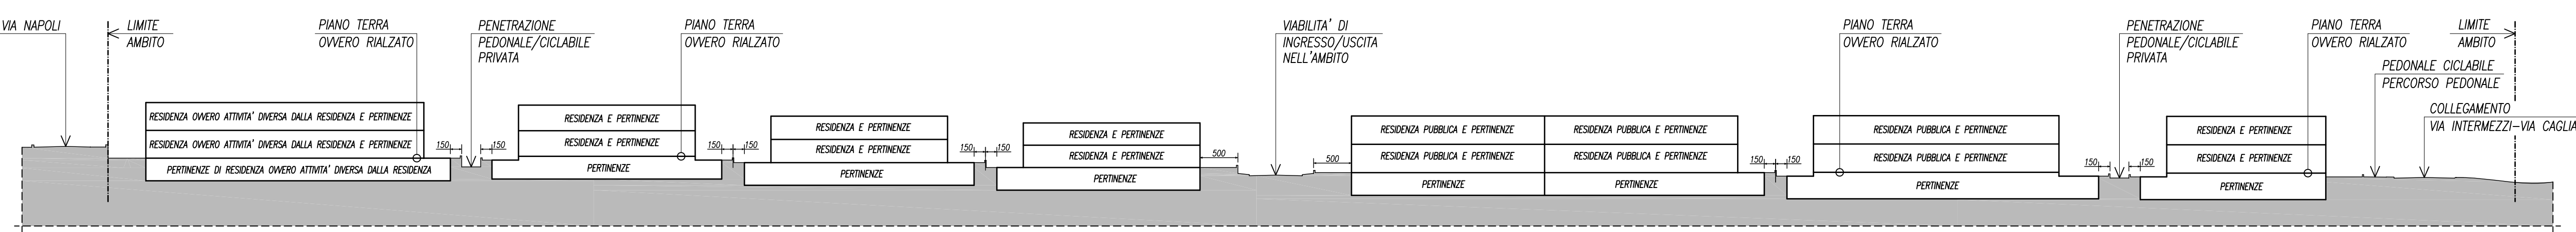 VIA NAPOLI
LIMITE
AMBITO
PIANO TERRA
OVVERO RIALZATO
PENETRAZIONE
PEDONALE/CICLABILE
PRIVATA
PIANO TERRA
OVVERO RIALZATO
VIABILITA' DI
INGRESSO/USCITA
NELL'AMBITO
PIANO TERRA
OVVERO RIALZATO
PENETRAZIONE
PEDONALE/CICLABILE
PRIVATA
PIANO TERRA
OVVERO RIALZATO
LIMITE
AMBITO
PEDONALE CICLABILE
PERCORSO PEDONALE
COLLEGAMENTO
VIA INTERMEZZI-VIA CAGLIA
RESIDENZA OVVERO ATTIVITA' DIVERSA DALLA RESIDENZA E PERTINENZE
RESIDENZA OVVERO ATTIVITA' DIVERSA DALLA RESIDENZA E PERTINENZE
PERTINENZE DI RESIDENZA OVVERO ATTIVITA' DIVERSA DALLA RESIDENZA
150
150
RESIDENZA E PERTINENZE
RESIDENZA E PERTINENZE
PERTINENZE
150
150
RESIDENZA E PERTINENZE
RESIDENZA E PERTINENZE
PERTINENZE
150
150
RESIDENZA E PERTINENZE
RESIDENZA E PERTINENZE
PERTINENZE
500
500
RESIDENZA PUBBLICA E PERTINENZE
RESIDENZA PUBBLICA E PERTINENZE
PERTINENZE
RESIDENZA PUBBLICA E PERTINENZE
RESIDENZA PUBBLICA E PERTINENZE
PERTINENZE
150
150
RESIDENZA PUBBLICA E PERTINENZE
RESIDENZA PUBBLICA E PERTINENZE
PERTINENZE
150
150
RESIDENZA E PERTINENZE
RESIDENZA E PERTINENZE
PERTINENZE